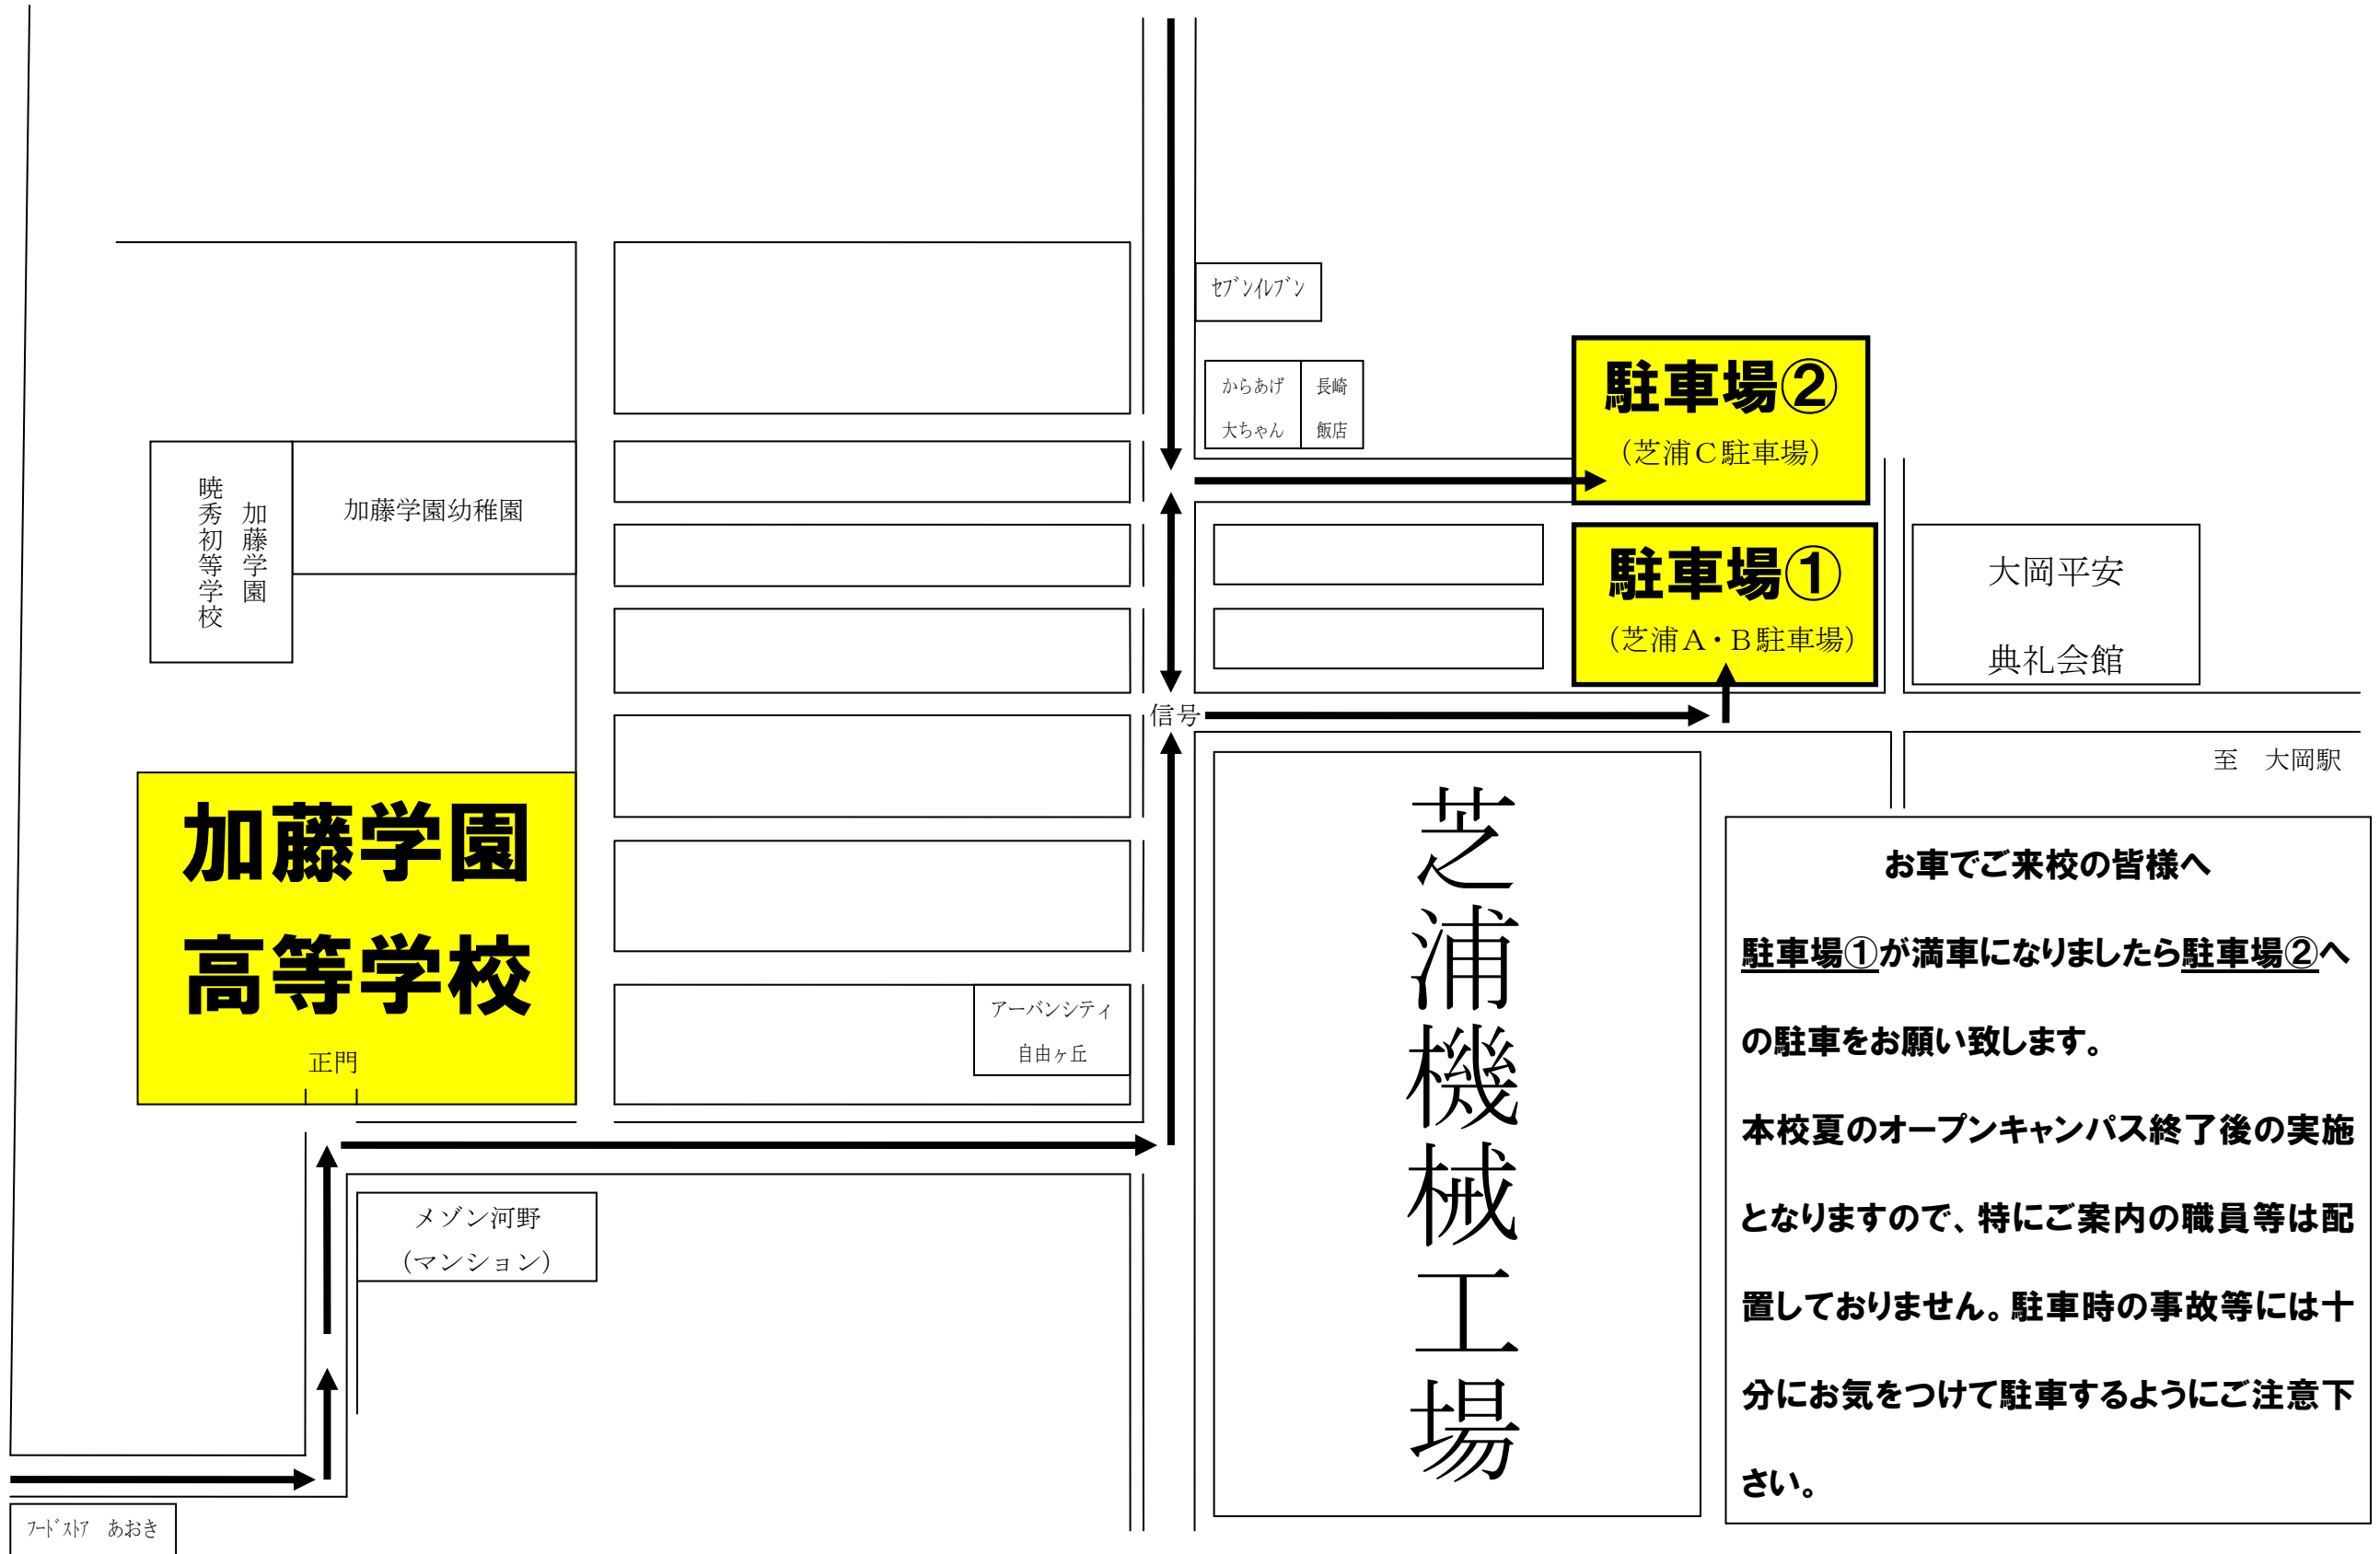 ｾﾌﾞﾝｲﾚﾌﾞﾝ
からあげ
大ちゃん
長崎
飯店
駐車場②
（芝浦Ｃ駐車場）
加藤学園
暁秀初等学校
加藤学園幼稚園
駐車場①
（芝浦Ａ・Ｂ駐車場）
大岡平安
典礼会館
信号
至　大岡駅
加藤学園
高等学校
正門
アーバンシティ
自由ヶ丘
芝浦機械工場
メゾン河野
（マンション）
ﾌｰﾄﾞｽﾄｱ　あおき
お車でご来校の皆様へ
駐車場①が満車になりましたら駐車場②へ
の駐車をお願い致します。
本校夏のオープンキャンパス終了後の実施
となりますので、特にご案内の職員等は配
置しておりません。駐車時の事故等には十
分にお気をつけて駐車するようにご注意下
さい。